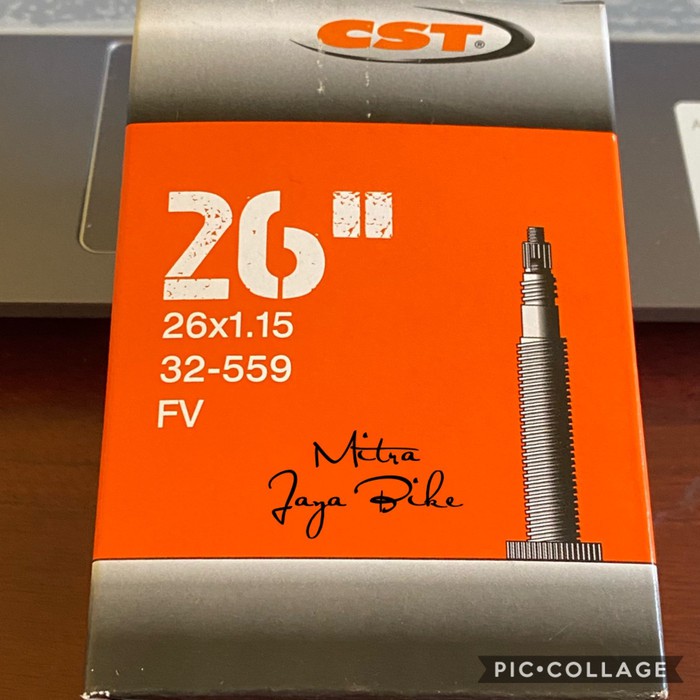 CST®
26"
26x1.15
32-559
FV
Mitra
Jaya Bike
PIC•COLLAGE